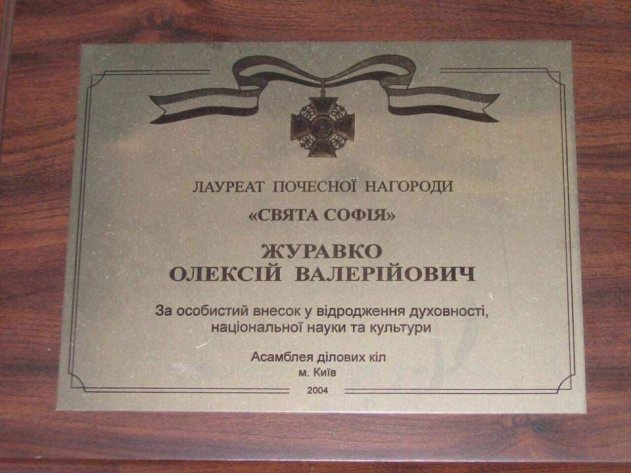 ЛАУРЕАТ ПОЧЕСНОЇ НАГОРОДИ
«СВЯТА СОФІЯ»
ЖУРАВКО
ОЛЕКСІЙ ВАЛЕРІЙОВИЧ
За особистий внесок у відродження духовності,
національної науки та культури
Асамблея ділових кіл
м. Київ
2004